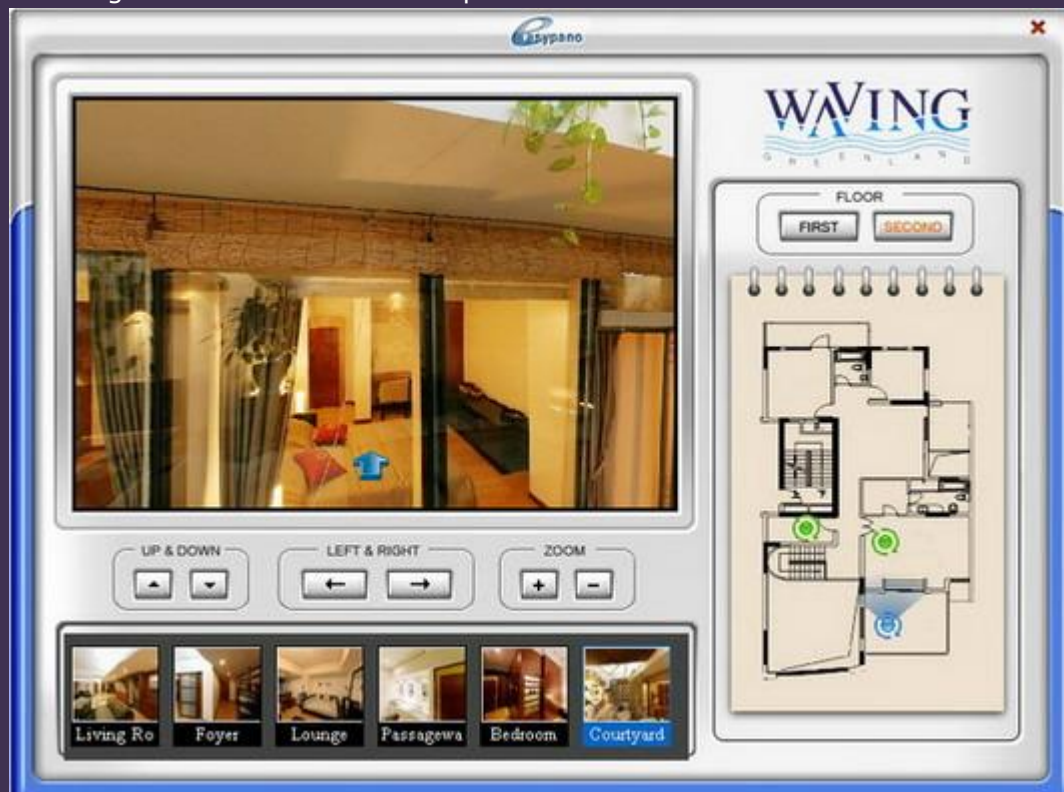 easypano
WAVING
GREENLAND
FLOOR
FIRST
SECOND
UP & DOWN
LEFT & RIGHT
ZOOM
Living Ro
Foyer
Lounge
Passagewa
Bedroom
Courtyard